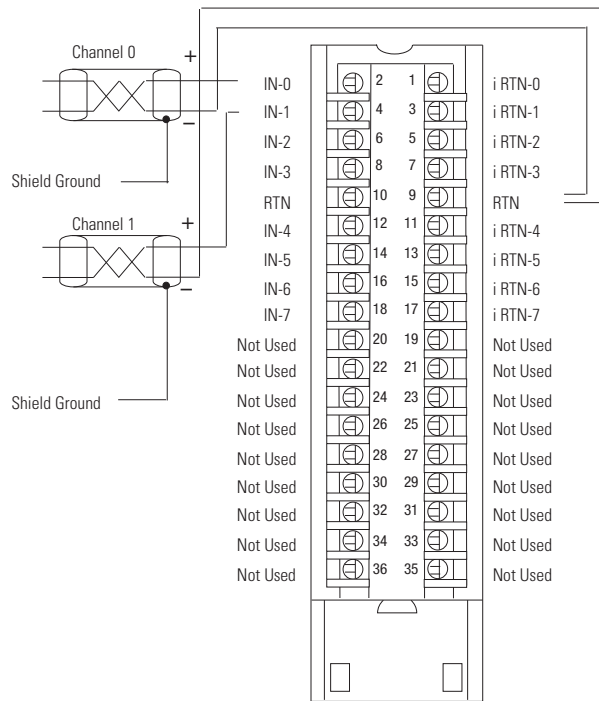 Channel 0
+
–
Shield Ground
Channel 1
+
–
Shield Ground
IN-0 2 1 i RTN-0
IN-1 4 3 i RTN-1
IN-2 6 5 i RTN-2
IN-3 8 7 i RTN-3
RTN 10 9 RTN
IN-4 12 11 i RTN-4
IN-5 14 13 i RTN-5
IN-6 16 15 i RTN-6
IN-7 18 17 i RTN-7
Not Used 20 19 Not Used
Not Used 22 21 Not Used
Not Used 24 23 Not Used
Not Used 26 25 Not Used
Not Used 28 27 Not Used
Not Used 30 29 Not Used
Not Used 32 31 Not Used
Not Used 34 33 Not Used
Not Used 36 35 Not Used